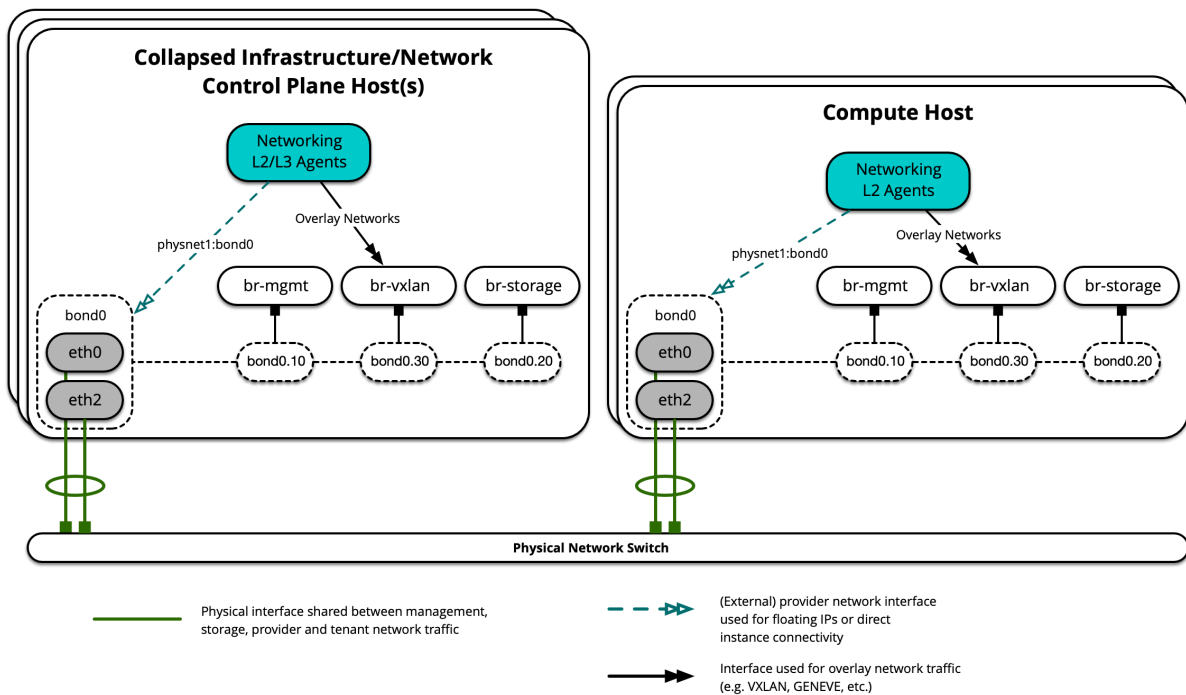 Collapsed Infrastructure/Network
Control Plane Host(s)
Networking
L2/L3 Agents
Overlay Networks
physnet1:bond0
br-mgmt
br-vxlan
br-storage
bond0
eth0
eth2
bond0.10
bond0.30
bond0.20
Compute Host
Networking
L2 Agents
Overlay Networks
physnet1:bond0
br-mgmt
br-vxlan
br-storage
bond0
eth0
eth2
bond0.10
bond0.30
bond0.20
Physical Network Switch
Physical interface shared between management,
storage, provider and tenant network traffic
(External) provider network interface
used for floating IPs or direct
instance connectivity
Interface used for overlay network traffic
(e.g. VXLAN, GENEVE, etc.)